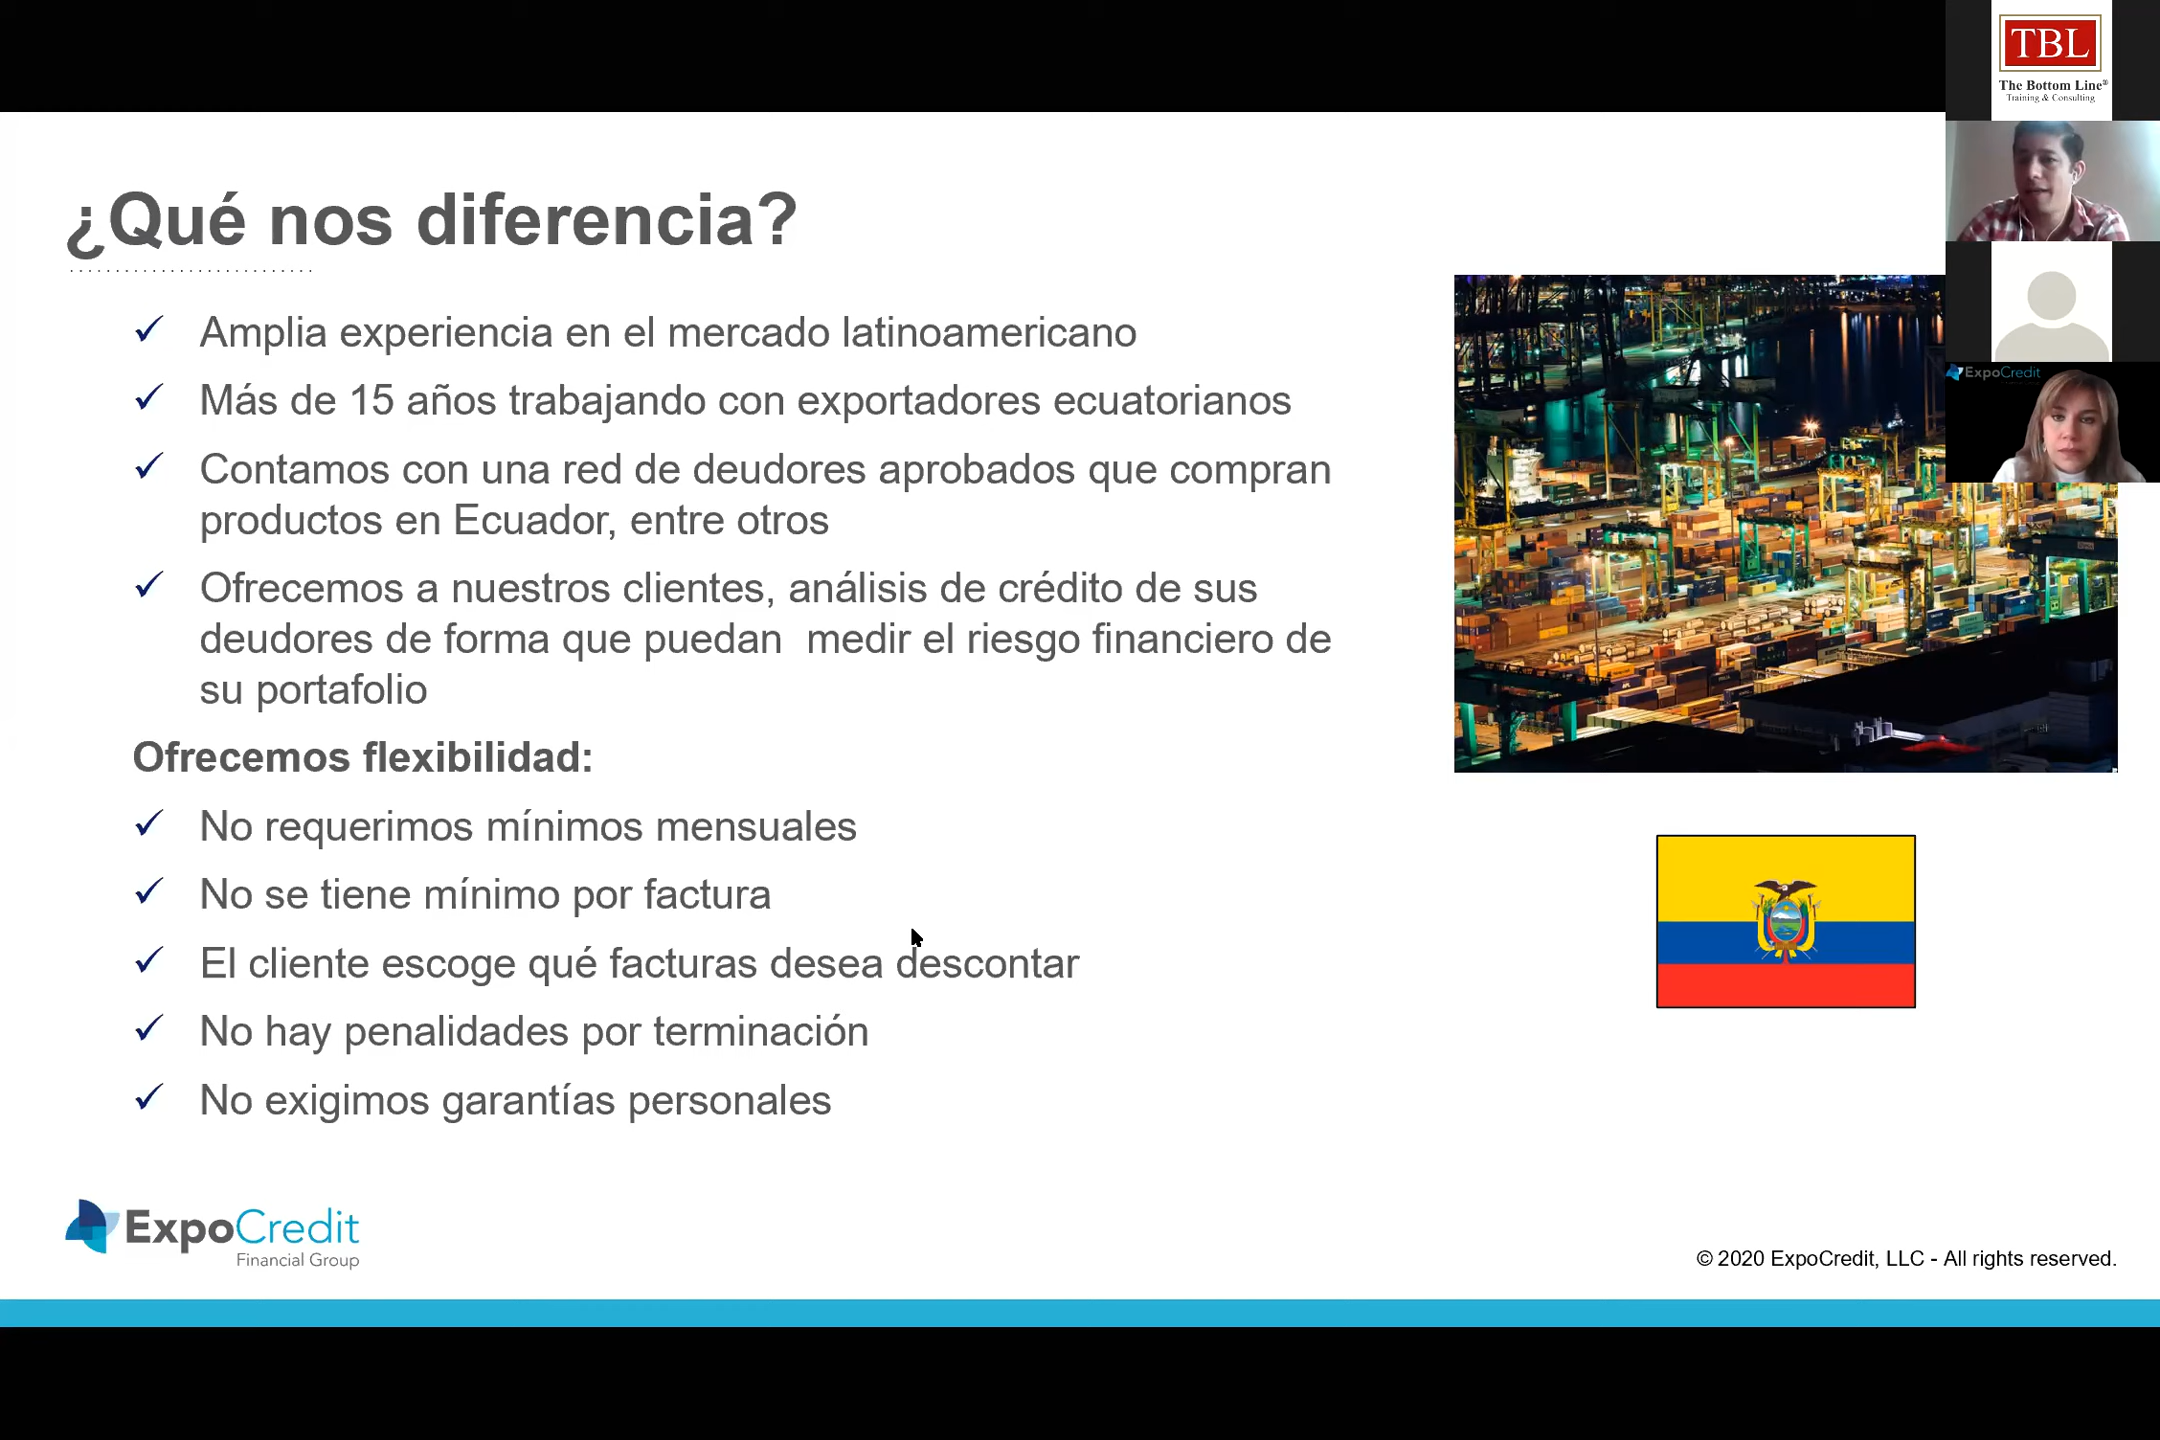 TBL
The Bottom Line®
Training & Consulting
¿Qué nos diferencia?
✓ Amplia experiencia en el mercado latinoamericano
✓ Más de 15 años trabajando con exportadores ecuatorianos
✓ Contamos con una red de deudores aprobados que compran
productos en Ecuador, entre otros
✓ Ofrecemos a nuestros clientes, análisis de crédito de sus
deudores de forma que puedan  medir el riesgo financiero de
su portafolio
Ofrecemos flexibilidad:
✓ No requerimos mínimos mensuales
✓ No se tiene mínimo por factura
✓ El cliente escoge qué facturas desea descontar
✓ No hay penalidades por terminación
✓ No exigimos garantías personales
ExpoCredit
ExpoCredit
Financial Group
© 2020 ExpoCredit, LLC - All rights reserved.